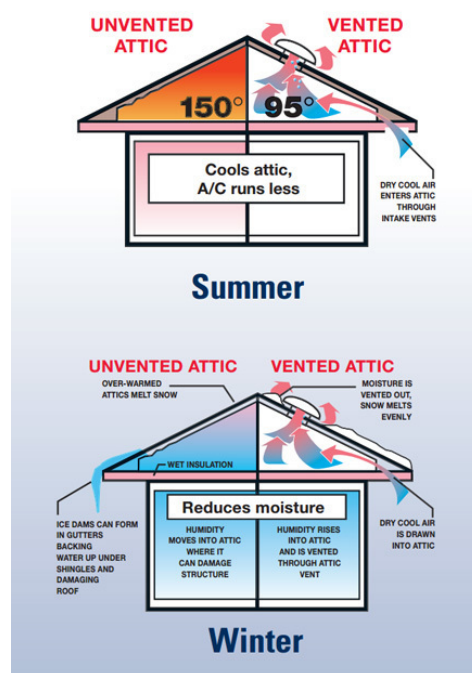 UNVENTED
ATTIC
VENTED
ATTIC
150°
95°
Cools attic,
A/C runs less
DRY COOL AIR
ENTERS ATTIC
THROUGH
INTAKE VENTS
Summer
UNVENTED ATTIC
VENTED ATTIC
OVER-WARMED
ATTICS MELT SNOW
MOISTURE IS
VENTED OUT,
SNOW MELTS
EVENLY
WET INSULATION
ICE DAMS CAN FORM
IN GUTTERS
BACKING
WATER UP UNDER
SHINGLES AND
DAMAGING
ROOF
Reduces moisture
HUMIDITY
MOVES INTO ATTIC
WHERE IT
CAN DAMAGE
STRUCTURE
HUMIDITY RISES
INTO ATTIC
AND IS VENTED
THROUGH ATTIC
VENT
DRY COOL AIR
IS DRAWN
INTO ATTIC
Winter